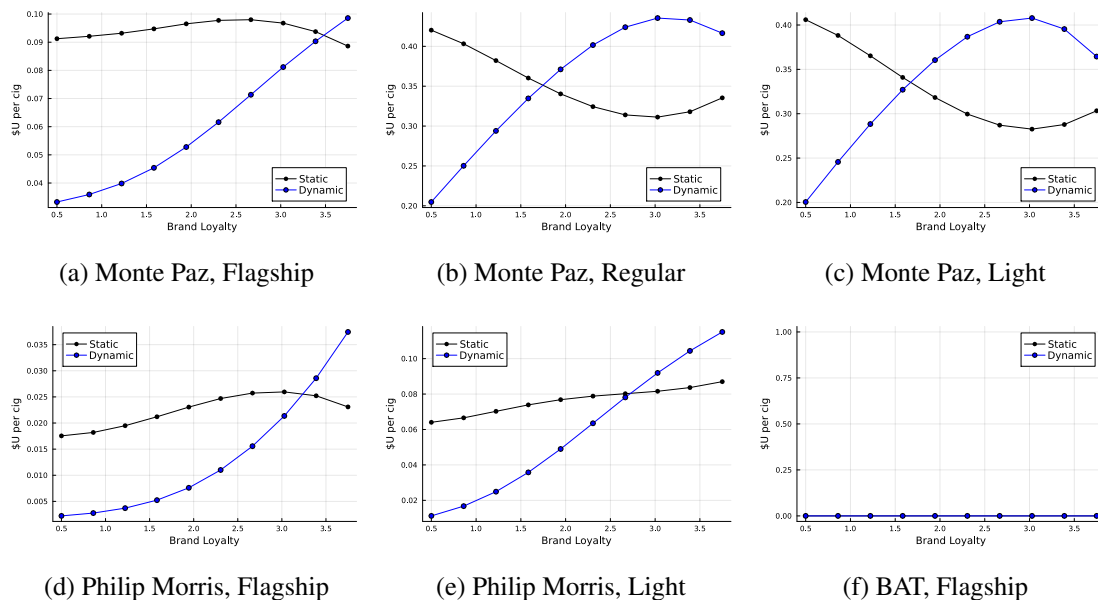 0.10
0.08
0.06
0.04
0.5 1.0 1.5 2.0 2.5 3.0 3.5
$U per cig
Brand Loyalty
Static
Dynamic
(a) Monte Paz, Flagship
0.40
0.35
0.30
0.25
0.20
0.5 1.0 1.5 2.0 2.5 3.0 3.5
$U per cig
Brand Loyalty
Static
Dynamic
(b) Monte Paz, Regular
0.40
0.35
0.30
0.25
0.20
0.5 1.0 1.5 2.0 2.5 3.0 3.5
$U per cig
Brand Loyalty
Static
Dynamic
(c) Monte Paz, Light
0.035
0.030
0.025
0.020
0.015
0.010
0.005
0.5 1.0 1.5 2.0 2.5 3.0 3.5
$U per cig
Brand Loyalty
Static
Dynamic
(d) Philip Morris, Flagship
0.10
0.08
0.06
0.04
0.02
0.5 1.0 1.5 2.0 2.5 3.0 3.5
$U per cig
Brand Loyalty
Static
Dynamic
(e) Philip Morris, Light
1.00
0.75
0.50
0.25
0.00
0.5 1.0 1.5 2.0 2.5 3.0 3.5
$U per cig
Brand Loyalty
Static
Dynamic
(f) BAT, Flagship